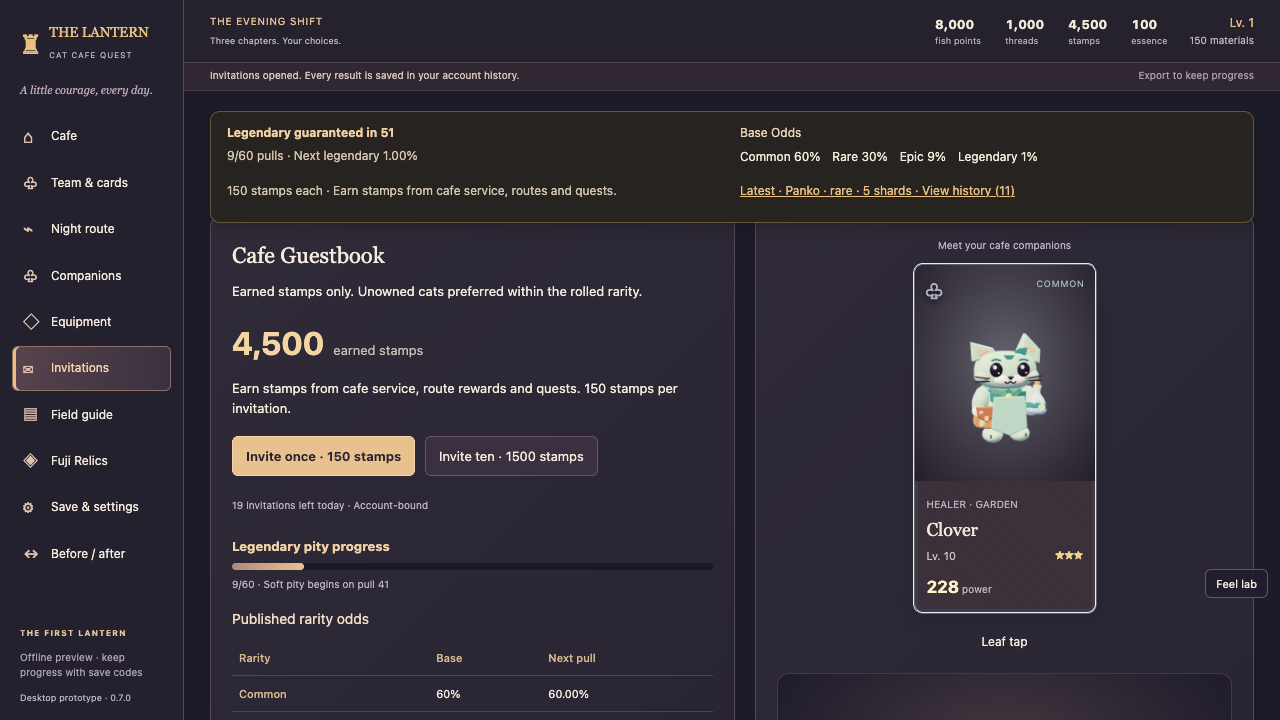 THE LANTERN
CAT CAFE QUEST
A little courage, every day.
Cafe
Team & cards
Night route
Companions
Equipment
Invitations
Field guide
Fuji Relics
Save & settings
Before / after
THE FIRST LANTERN
Offline preview · keep
progress with save codes
Desktop prototype · 0.7.0
THE EVENING SHIFT
Three chapters. Your choices.
8,000
fish points
1,000
threads
4,500
stamps
100
essence
Lv. 1
150 materials
Invitations opened. Every result is saved in your account history.
Export to keep progress
Legendary guaranteed in 51
9/60 pulls · Next legendary 1.00%
150 stamps each · Earn stamps from cafe service, routes and quests.
Base Odds
Common 60% Rare 30% Epic 9% Legendary 1%
Latest · Panko · rare · 5 shards · View history (11)
Cafe Guestbook
Earned stamps only. Unowned cats preferred within the rolled rarity.
4,500 earned stamps
Earn stamps from cafe service, route rewards and quests. 150 stamps per
invitation.
Invite once · 150 stamps
Invite ten · 1500 stamps
19 invitations left today · Account-bound
Legendary pity progress
9/60 · Soft pity begins on pull 41
Published rarity odds
Rarity Base Next pull
Common 60% 60.00%
Meet your cafe companions
COMMON
HEALER · GARDEN
Clover
Lv. 10
228 power
Leaf tap
Feel lab